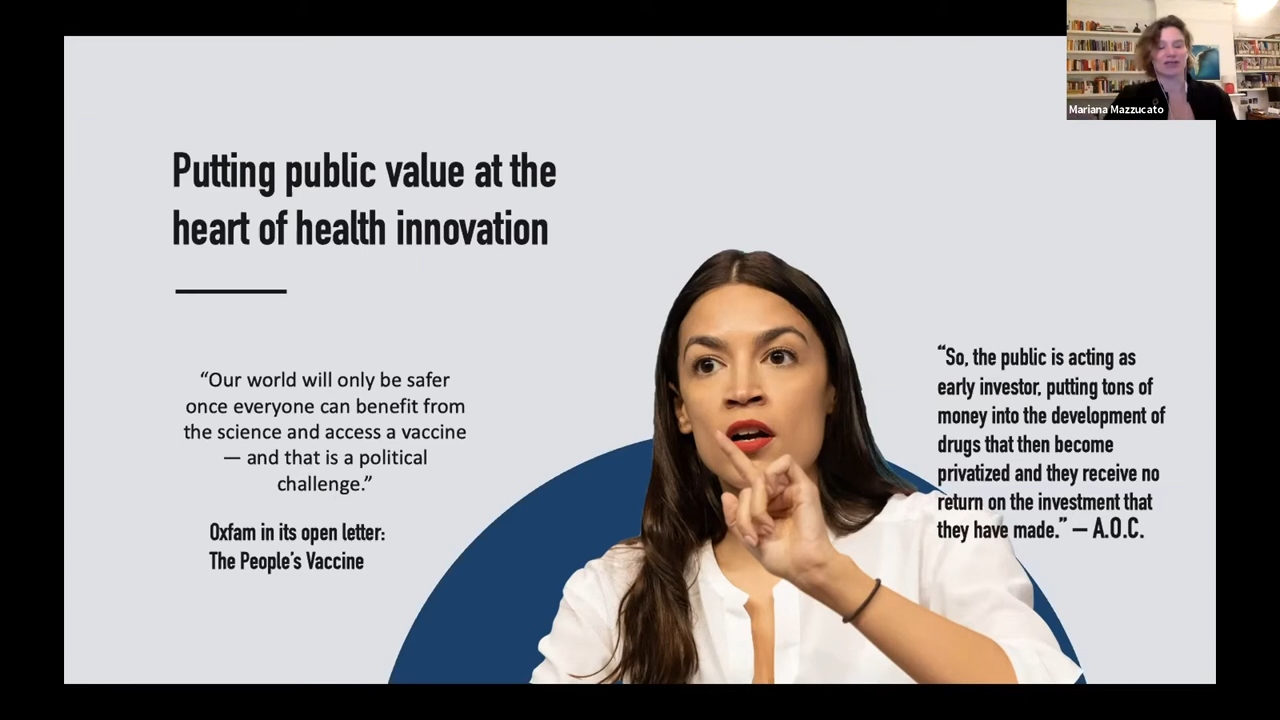 Mariana Mazzucato
Putting public value at the
heart of health innovation
“Our world will only be safer
once everyone can benefit from
the science and access a vaccine
— and that is a political
challenge.”
Oxfam in its open letter:
The People’s Vaccine
“So, the public is acting as
early investor, putting tons of
money into the development of
drugs that then become
privatized and they receive no
return on the investment that
they have made.” — A.O.C.